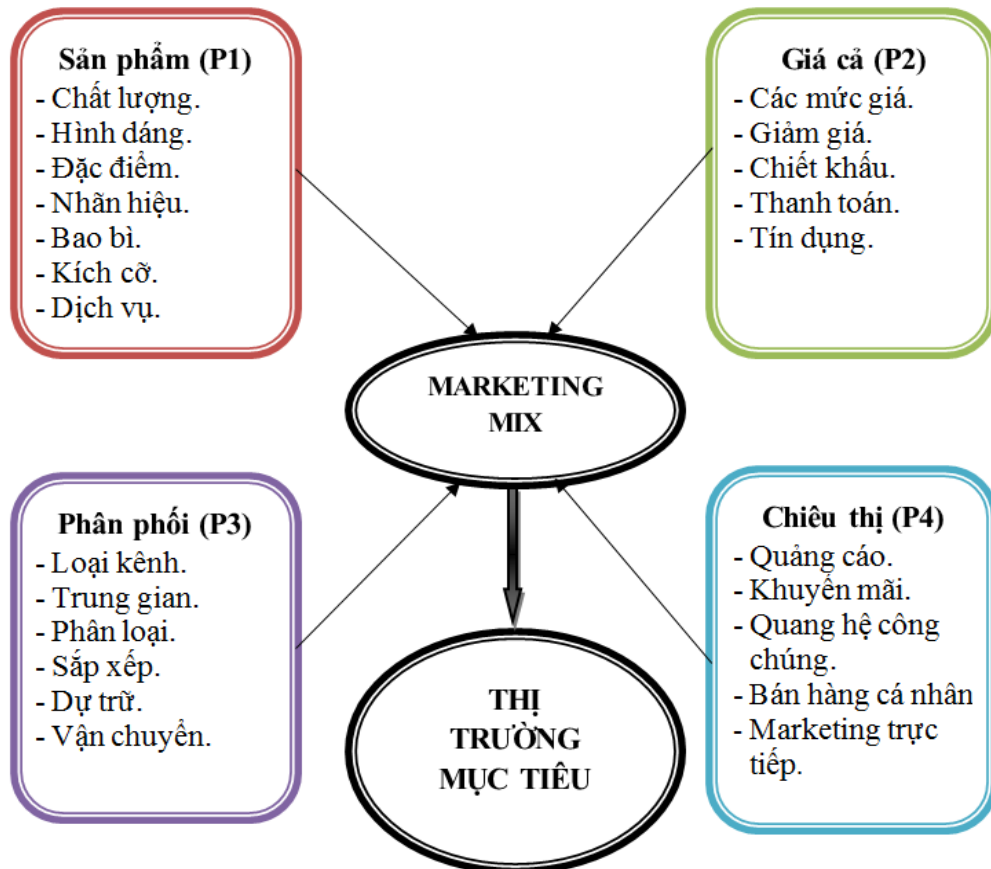 Sản phẩm (P1)
- Chất lượng.
- Hình dáng.
- Đặc điểm.
- Nhãn hiệu.
- Bao bì.
- Kích cỡ.
- Dịch vụ.
Giá cả (P2)
- Các mức giá.
- Giảm giá.
- Chiết khấu.
- Thanh toán.
- Tín dụng.
MARKETING
MIX
Phân phối (P3)
- Loại kênh.
- Trung gian.
- Phân loại.
- Sắp xếp.
- Dự trữ.
- Vận chuyển.
Chiêu thị (P4)
- Quảng cáo.
- Khuyến mãi.
- Quang hệ công
chúng.
- Bán hàng cá nhân
- Marketing trực
tiếp.
THỊ
TRƯỜNG
MỤC TIÊU